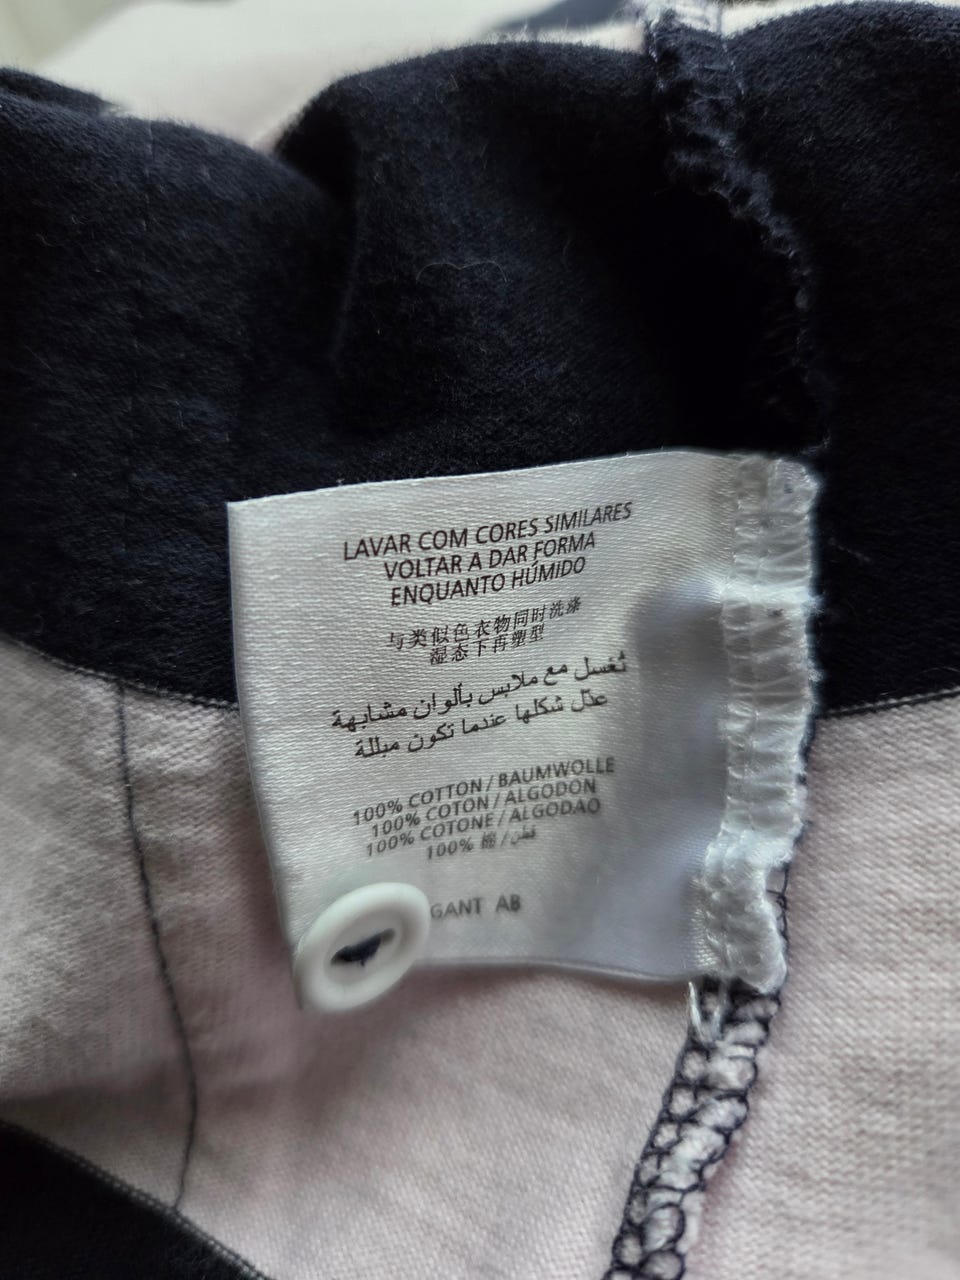 LAVAR COM CORES SIMILARES
VOLTAR A DAR FORMA
ENQUANTO HÚMIDO
与类似色衣物同时洗涤
湿态下再塑型
تُغسل مع ملابس بألوان مشابهة
عدّل شكلها عندما تكون مبللة
100% COTTON / BAUMWOLLE
100% COTON / ALGODON
100% COTONE / ALGODAO
100% 棉 / قطن
GANT AB